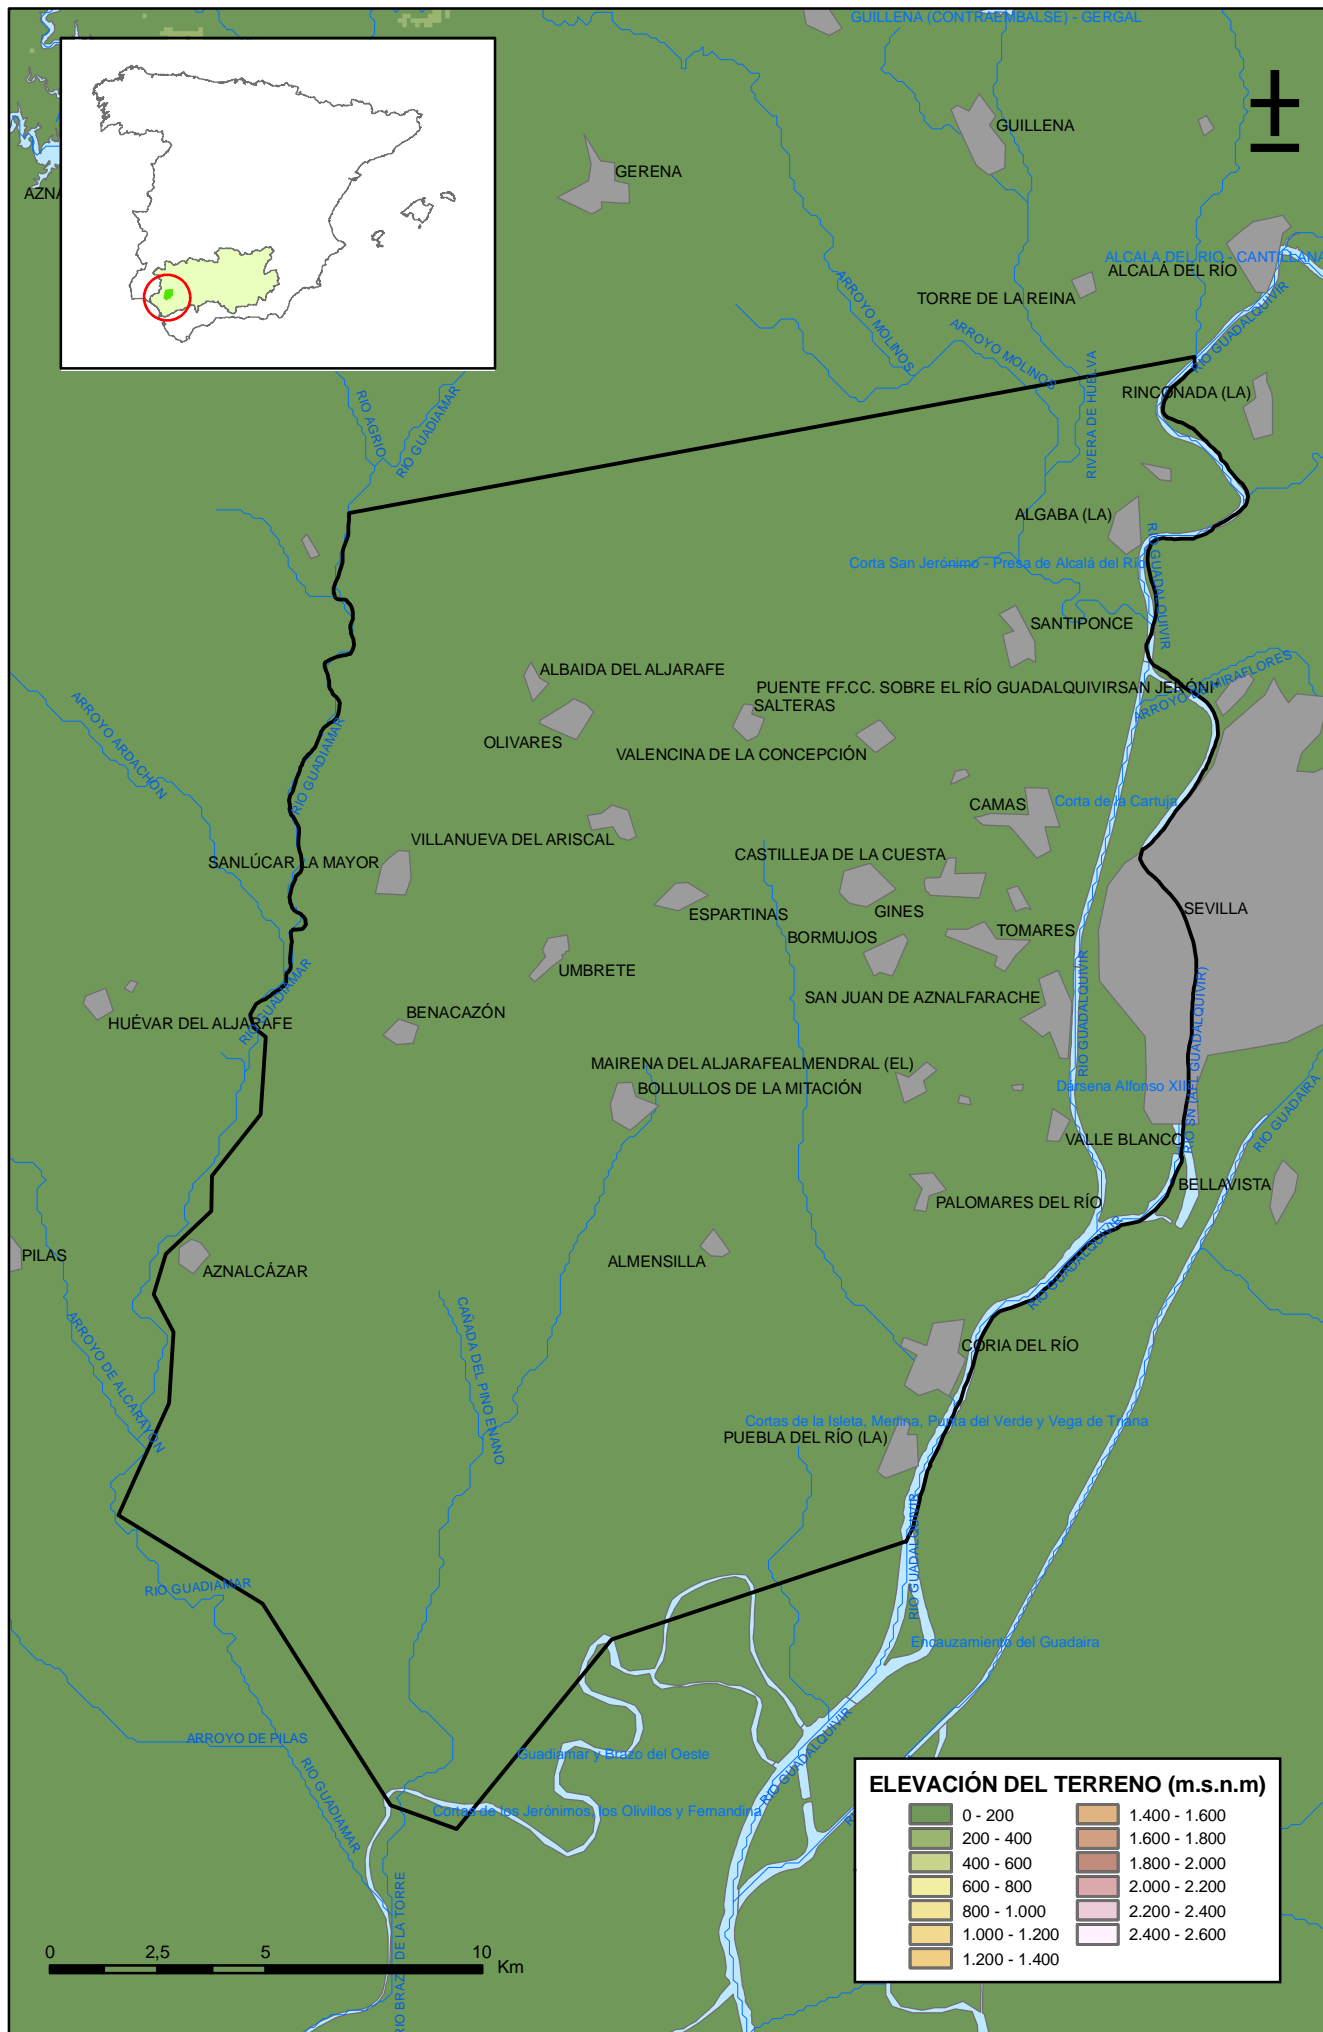 GUILLENA (CONTRAEMBALSE) - GERGAL
GUILLENA
GERENA
AZNA
ALCALA DEL RIO - CANTILLANA
ALCALÁ DEL RÍO
TORRE DE LA REINA
RIO GUADALQUIVIR
ARROYO MOLINOS
ARROYO MOLINOS
RIVERA DE HUELVA
RINCONADA (LA)
RIO AGRIO
RIO GUADIAMAR
ALGABA (LA)
RIO GUADALQUIVIR
Corta San Jerónimo - Presa de Alcalá del Río
SANTIPONCE
ALBAIDA DEL ALJARAFE
PUENTE FF.CC. SOBRE EL RÍO GUADALQUIVIRSAN JERÓNI
ARROYO DE MIRAFLORES
SALTERAS
OLIVARES
VALENCINA DE LA CONCEPCIÓN
ARROYO ARDACHON
RIO GUADIAMAR
CAMAS
Corta de la Cartuja
VILLANUEVA DEL ARISCAL
SANLÚCAR LA MAYOR
CASTILLEJA DE LA CUESTA
ESPARTINAS
GINES
SEVILLA
TOMARES
BORMUJOS
UMBRETE
SAN JUAN DE AZNALFARACHE
RIO GUADALQUIVIR
RIO SN (AFL GUADALQUIVIR)
HUÉVAR DEL ALJARAFE
RIO GUADIAMAR
BENACAZÓN
MAIRENA DEL ALJARAFEALMENDRAL (EL)
BOLLULLOS DE LA MITACIÓN
Dársena Alfonso XIII
RIO GUADAIRA
VALLE BLANCO
BELLAVISTA
PALOMARES DEL RÍO
PILAS
AZNALCÁZAR
ALMENSILLA
RIO GUADALQUIVIR
CAÑADA DEL PINO ENANO
ARROYO DE ALCARAYON
CORIA DEL RÍO
Cortas de la Isleta, Merlina, Punta del Verde y Vega de Triana
PUEBLA DEL RÍO (LA)
RIO GUADALQUIVIR
RIO GUADIAMAR
Encauzamiento del Guadaira
ARROYO DE PILAS
RIO GUADIAMAR
Guadiamar y Brazo del Oeste
RIO GUADALQUIVIR
Cortas de los Jerónimos, los Olivillos y Fernandina
RIO BRAZO DE LA TORRE
ELEVACIÓN DEL TERRENO (m.s.n.m)
0 - 200
200 - 400
400 - 600
600 - 800
800 - 1.000
1.000 - 1.200
1.200 - 1.400
1.400 - 1.600
1.600 - 1.800
1.800 - 2.000
2.000 - 2.200
2.200 - 2.400
2.400 - 2.600
0 2,5 5 10
Km